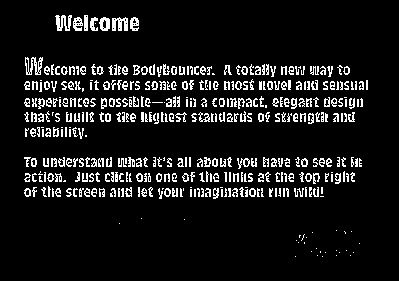 Welcome
Welcome to the Bodybouncer. A totally new way to
enjoy sex, it offers some of the most novel and sensual
experiences possible—all in a compact, elegant design
that's built to the highest standards of strength and
reliability.
To understand what it's all about you have to see it in
action. Just click on one of the links at the top right
of the screen and let your imagination run wild!